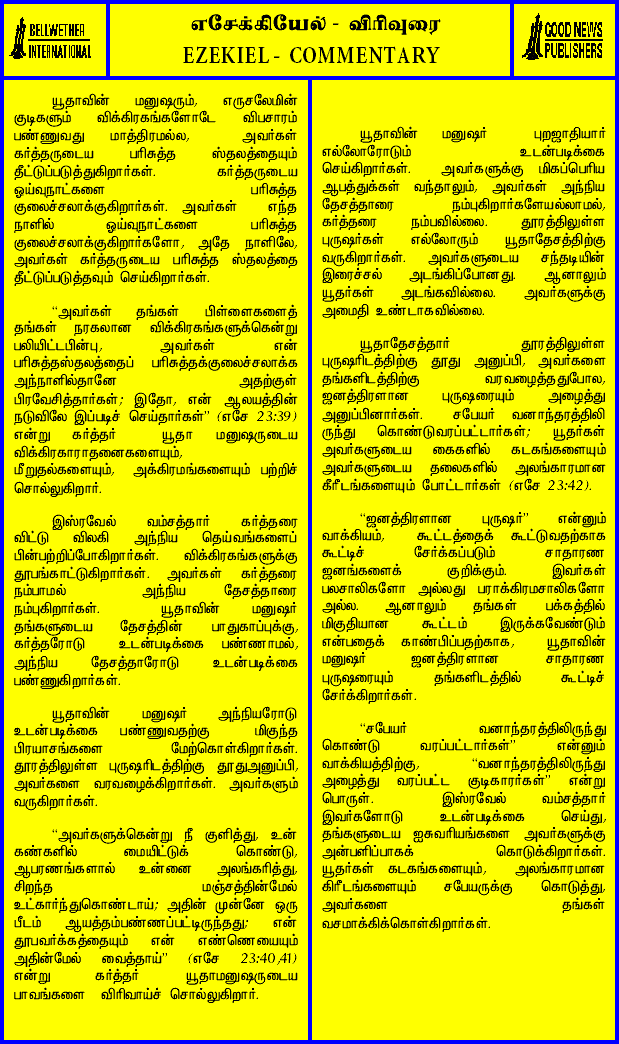 BELLWETHER
INTERNATIONAL
எசேக்கியேல் - விரிவுரை
EZEKIEL - COMMENTARY
GOOD NEWS
PUBLISHERS
யூதாவின் மனுஷரும், எருசலேமின்
குடிகளும் விக்கிரகங்களோடே விபசாரம்
பண்ணுவது மாத்திரமல்ல, அவர்கள்
கர்த்தருடைய பரிசுத்த ஸ்தலத்தையும்
தீட்டுப்படுத்துகிறார்கள். கர்த்தருடைய
ஓய்வுநாட்களை பரிசுத்த
குலைச்சலாக்குகிறார்கள். அவர்கள் எந்த
நாளில் ஓய்வுநாட்களை பரிசுத்த
குலைச்சலாக்குகிறார்களோ, அதே நாளிலே,
அவர்கள் கர்த்தருடைய பரிசுத்த ஸ்தலத்தை
தீட்டுப்படுத்தவும் செய்கிறார்கள்.
“அவர்கள் தங்கள் பிள்ளைகளைத்
தங்கள் நரகலான விக்கிரகங்களுக்கென்று
பலியிட்டபின்பு, அவர்கள் என்
பரிசுத்தஸ்தலத்தைப் பரிசுத்தக்குலைச்சலாக்க
அந்நாளில்தானே அதற்குள்
பிரவேசித்தார்கள்; இதோ, என் ஆலயத்தின்
நடுவிலே இப்படிச் செய்தார்கள்” (எசே 23:39)
என்று கர்த்தர் யூதா மனுஷருடைய
விக்கிரகாராதனைகளையும்,
மீறுதல்களையும், அக்கிரமங்களையும் பற்றிச்
சொல்லுகிறார்.
இஸ்ரவேல் வம்சத்தார் கர்த்தரை
விட்டு விலகி அந்நிய தெய்வங்களைப்
பின்பற்றிப்போகிறார்கள். விக்கிரகங்களுக்கு
தூபங்காட்டுகிறார்கள். அவர்கள் கர்த்தரை
நம்பாமல் அந்நிய தேசத்தாரை
நம்புகிறார்கள். யூதாவின் மனுஷர்
தங்களுடைய தேசத்தின் பாதுகாப்புக்கு,
கர்த்தரோடு உடன்படிக்கை பண்ணாமல்,
அந்நிய தேசத்தாரோடு உடன்படிக்கை
பண்ணுகிறார்கள்.
யூதாவின் மனுஷர் அந்நியரோடு
உடன்படிக்கை பண்ணுவதற்கு மிகுந்த
பிரயாசங்களை மேற்கொள்கிறார்கள்.
தூரத்திலுள்ள புருஷரிடத்திற்கு தூதுஅனுப்பி,
அவர்களை வரவழைக்கிறார்கள். அவர்களும்
வருகிறார்கள்.
“அவர்களுக்கென்று நீ குளித்து, உன்
கண்களில் மையிட்டுக் கொண்டு,
ஆபரணங்களால் உன்னை அலங்கரித்து,
சிறந்த மஞ்சத்தின்மேல்
உட்கார்ந்துகொண்டாய்; அதின் முன்னே ஒரு
பீடம் ஆயத்தம்பண்ணப்பட்டிருந்தது; என்
தூபவர்க்கத்தையும் என் எண்ணெயையும்
அதின்மேல் வைத்தாய்” (எசே 23:40,41)
என்று கர்த்தர் யூதாமனுஷருடைய
பாவங்களை விரிவாய்ச் சொல்லுகிறார்.
யூதாவின் மனுஷர் புறஜாதியார்
எல்லோரோடும் உடன்படிக்கை
செய்கிறார்கள். அவர்களுக்கு மிகப்பெரிய
ஆபத்துக்கள் வந்தாலும், அவர்கள் அந்நிய
தேசத்தாரை நம்புகிறார்களேயல்லாமல்,
கர்த்தரை நம்பவில்லை. தூரத்திலுள்ள
புருஷர்கள் எல்லோரும் யூதாதேசத்திற்கு
வருகிறார்கள். அவர்களுடைய சந்தடியின்
இரைச்சல் அடங்கிப்போனது. ஆனாலும்
யூதர்கள் அடங்கவில்லை. அவர்களுக்கு
அமைதி உண்டாகவில்லை.
யூதாதேசத்தார் தூரத்திலுள்ள
புருஷரிடத்திற்கு தூது அனுப்பி, அவர்களை
தங்களிடத்திற்கு வரவழைத்ததுபோல,
ஜனத்திரளான புருஷரையும் அழைத்து
அனுப்பினார்கள். சபேயர் வனாந்தரத்திலி
ருந்து கொண்டுவரப்பட்டார்கள்; யூதர்கள்
அவர்களுடைய கைகளில் கடகங்களையும்
அவர்களுடைய தலைகளில் அலங்காரமான
கிரீடங்களையும் போட்டார்கள் (எசே 23:42).
“ஜனத்திரளான புருஷர்” என்னும்
வாக்கியம், கூட்டத்தைக் கூட்டுவதற்காக
கூட்டிச் சேர்க்கப்படும் சாதாரண
ஜனங்களைக் குறிக்கும். இவர்கள்
பலசாலிகளோ அல்லது பராக்கிரமசாலிகளோ
அல்ல. ஆனாலும் தங்கள் பக்கத்தில்
மிகுதியான கூட்டம் இருக்கவேண்டும்
என்பதைக் காண்பிப்பதற்காக, யூதாவின்
மனுஷர் ஜனத்திரளான சாதாரண
புருஷரையும் தங்களிடத்தில் கூட்டிச்
சேர்க்கிறார்கள்.
“சபேயர் வனாந்தரத்திலிருந்து
கொண்டு வரப்பட்டார்கள்” என்னும்
வாக்கியத்திற்கு, “வனாந்தரத்திலிருந்து
அழைத்து வரப்பட்ட குடிகாரர்கள்” என்று
பொருள். இஸ்ரவேல் வம்சத்தார்
இவர்களோடு உடன்படிக்கை செய்து,
தங்களுடைய ஐசுவரியங்களை அவர்களுக்கு
அன்பளிப்பாகக் கொடுக்கிறார்கள்.
யூதர்கள் கடகங்களையும், அலங்காரமான
கிரீடங்களையும் சபேயருக்கு கொடுத்து,
அவர்களை தங்கள்
வசமாக்கிக்கொள்கிறார்கள்.